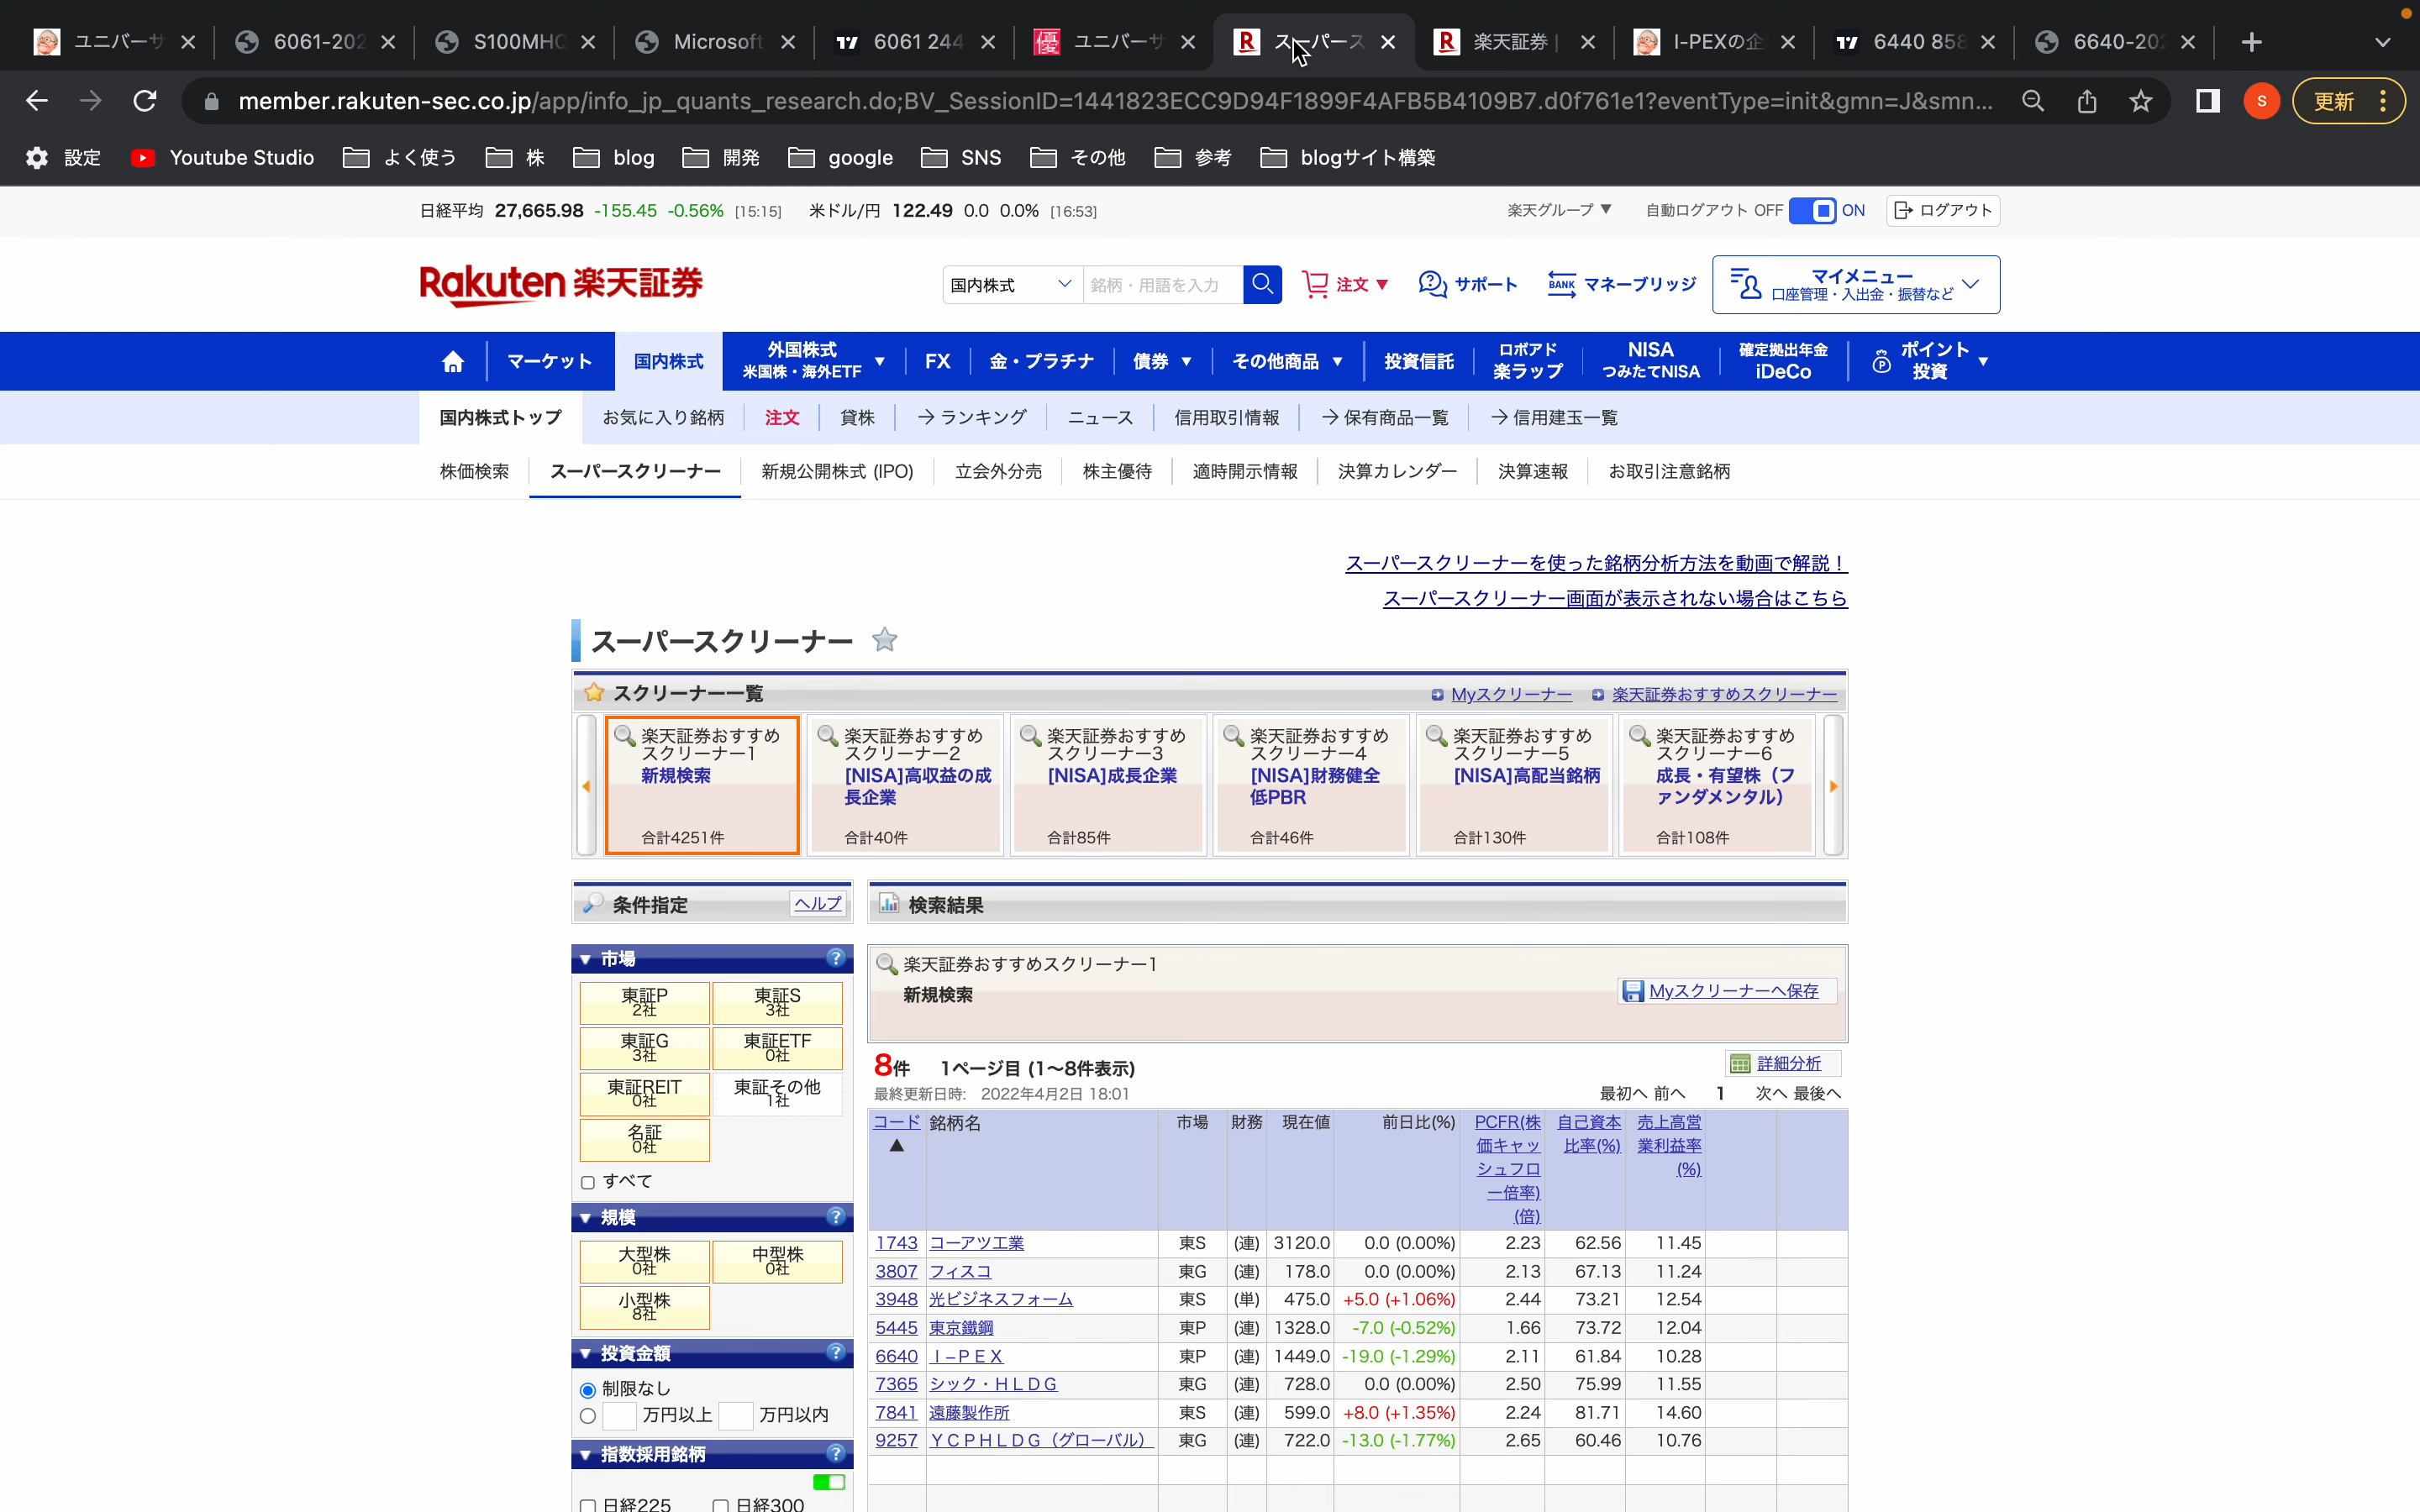 ユニバーサ
6061-202
S100MHC
Microsoft
6061 244
優 ユニバーサ
スーパース
楽天証券 |
I-PEXの企
6440 858
6640-202
member.rakuten-sec.co.jp/app/info_jp_quants_research.do;BV_SessionID=1441823ECC9D94F1899F4AFB5B4109B7.d0f761e1?eventType=init&gmn=J&smn...
S
更新
設定 Youtube Studio よく使う 株 blog 開発 google SNS その他 参考 blogサイト構築
日経平均 27,665.98 -155.45 -0.56% [15:15] 米ドル/円 122.49 0.0 0.0% [16:53]
楽天グループ ▼ 自動ログアウト OFF ON ログアウト
Rakuten 楽天証券
国内株式 銘柄・用語を入力 注文 ▼ サポート BANK マネーブリッジ
マイメニュー
口座管理・入出金・振替など
マーケット
国内株式
外国株式
米国株・海外ETF ▼
FX
金・プラチナ
債券 ▼
その他商品 ▼
投資信託
ロボアド
楽ラップ
NISA
つみたてNISA
確定拠出年金
iDeCo
ポイント
投資 ▼
国内株式トップ お気に入り銘柄 注文 貸株 →ランキング ニュース 信用取引情報 →保有商品一覧 →信用建玉一覧
株価検索 スーパースクリーナー 新規公開株式 (IPO) 立会外分売 株主優待 適時開示情報 決算カレンダー 決算速報 お取引注意銘柄
スーパースクリーナーを使った銘柄分析方法を動画で解説！
スーパースクリーナー画面が表示されない場合はこちら
スーパースクリーナー
スクリーナー一覧 Myスクリーナー 楽天証券おすすめスクリーナー
楽天証券おすすめ
スクリーナー1
新規検索
合計4251件
楽天証券おすすめ
スクリーナー2
[NISA]高収益の成
長企業
合計40件
楽天証券おすすめ
スクリーナー3
[NISA]成長企業
合計85件
楽天証券おすすめ
スクリーナー4
[NISA]財務健全
低PBR
合計46件
楽天証券おすすめ
スクリーナー5
[NISA]高配当銘柄
合計130件
楽天証券おすすめ
スクリーナー6
成長・有望株（フ
ァンダメンタル）
合計108件
条件指定 ヘルプ
▼ 市場 ?
東証P
2社
東証S
3社
東証G
3社
東証ETF
0社
東証REIT
0社
東証その他
1社
名証
0社
すべて
▼ 規模 ?
大型株
0社
中型株
0社
小型株
8社
▼ 投資金額 ?
制限なし
万円以上 万円以内
▼ 指数採用銘柄 ?
日経225 日経300
検索結果
楽天証券おすすめスクリーナー1
新規検索
Myスクリーナーへ保存
8件 1ページ目 (1〜8件表示) 詳細分析
最終更新日時: 2022年4月2日 18:01 最初へ 前へ 1 次へ 最後へ
コード ▲
銘柄名
市場
財務
現在値
前日比(%)
PCFR(株
価キャッ
シュフロ
ー倍率)
(倍)
自己資本
比率(%)
売上高営
業利益率
(%)
1743 コーアツ工業 東S (連) 3120.0 0.0 (0.00%) 2.23 62.56 11.45
3807 フィスコ 東G (連) 178.0 0.0 (0.00%) 2.13 67.13 11.24
3948 光ビジネスフォーム 東S (単) 475.0 +5.0 (+1.06%) 2.44 73.21 12.54
5445 東京鐵鋼 東P (連) 1328.0 -7.0 (-0.52%) 1.66 73.72 12.04
6640 Ｉ−ＰＥＸ 東P (連) 1449.0 -19.0 (-1.29%) 2.11 61.84 10.28
7365 シック・ＨＬＤＧ 東G (連) 728.0 0.0 (0.00%) 2.50 75.99 11.55
7841 遠藤製作所 東S (連) 599.0 +8.0 (+1.35%) 2.24 81.71 14.60
9257 ＹＣＰＨＬＤＧ（グローバル） 東G (連) 722.0 -13.0 (-1.77%) 2.65 60.46 10.76